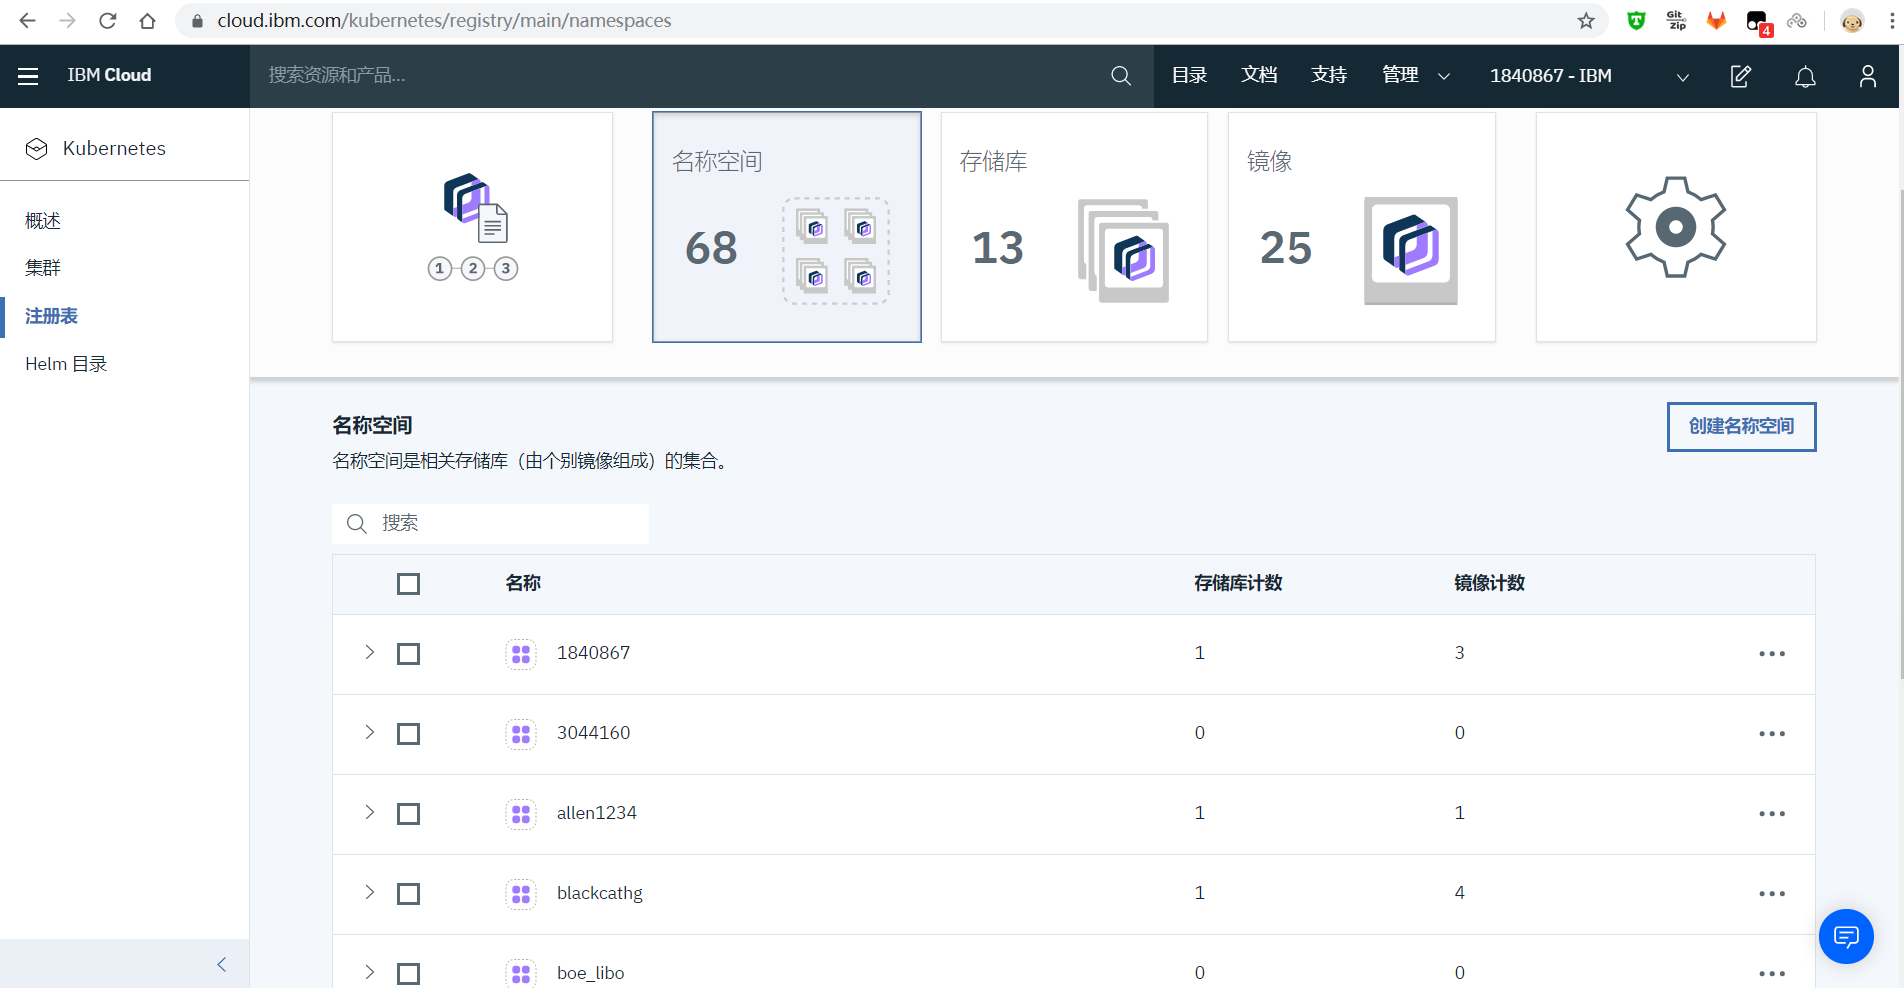 cloud.ibm.com/kubernetes/registry/main/namespaces
Git
Zip
4
IBM Cloud
搜索资源和产品...
目录
文档
支持
管理
1840867 - IBM
Kubernetes
概述
集群
注册表
Helm 目录
1 2 3
名称空间
68
存储库
13
镜像
25
名称空间
创建名称空间
名称空间是相关存储库（由个别镜像组成）的集合。
搜索
名称 存储库计数 镜像计数
1840867 1 3
3044160 0 0
allen1234 1 1
blackcathg 1 4
boe_libo 0 0